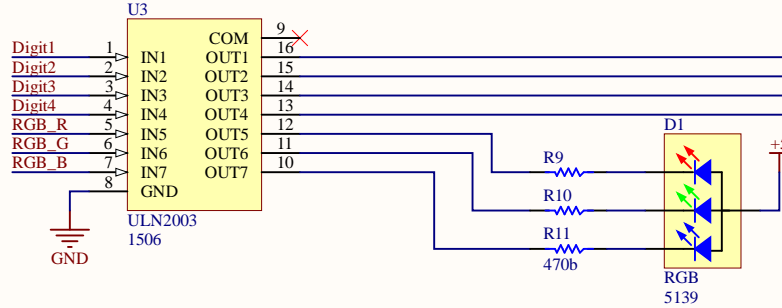 U3
COM 9
Digit1 1 IN1 OUT1 16
Digit2 2 IN2 OUT2 15
Digit3 3 IN3 OUT3 14
Digit4 4 IN4 OUT4 13
RGB_R 5 IN5 OUT5 12
RGB_G 6 IN6 OUT6 11
RGB_B 7 IN7 OUT7 10
8 GND
ULN2003
1506
GND
D1
R9
R10
R11
470b
RGB
5139